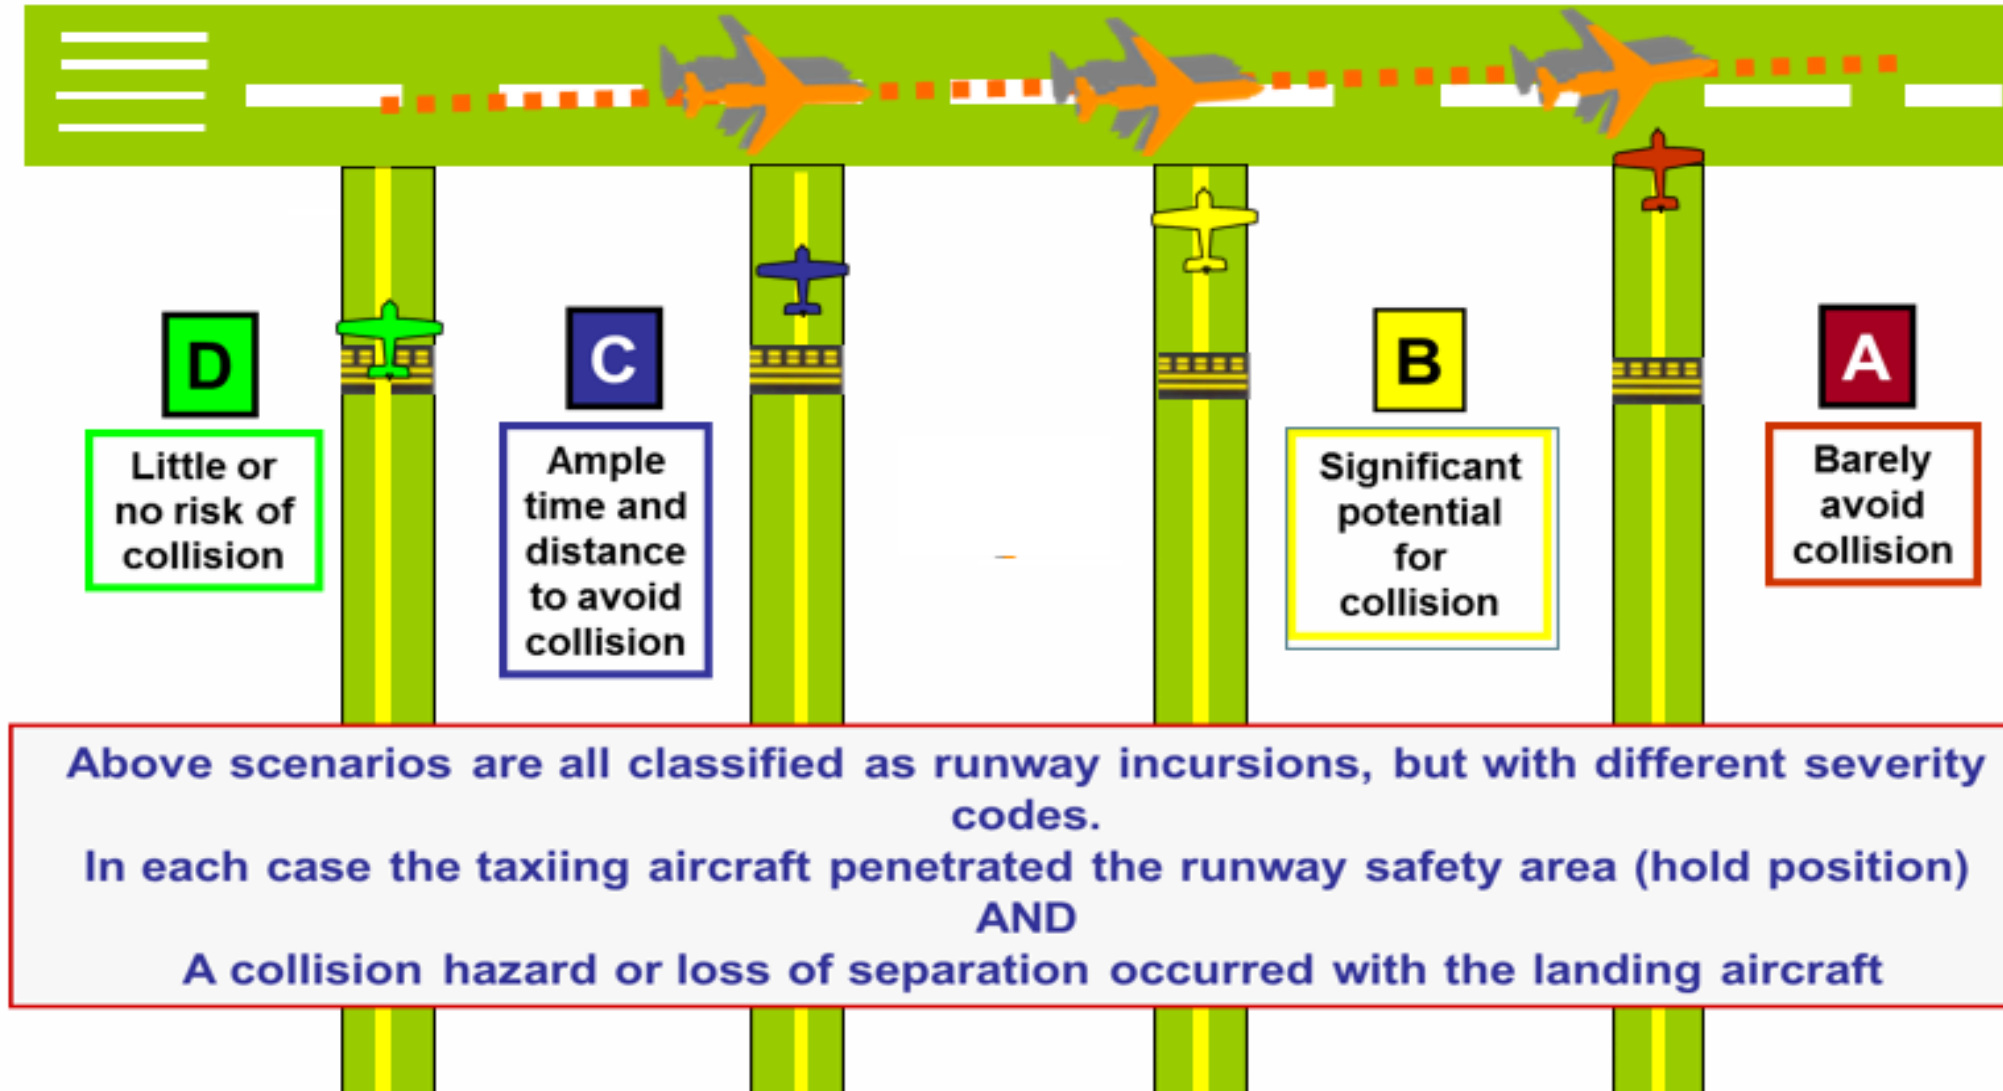 D
Little or
no risk of
collision
C
Ample
time and
distance
to avoid
collision
B
Significant
potential
for
collision
A
Barely
avoid
collision
Above scenarios are all classified as runway incursions, but with different severity
codes.
In each case the taxiing aircraft penetrated the runway safety area (hold position)
AND
A collision hazard or loss of separation occurred with the landing aircraft